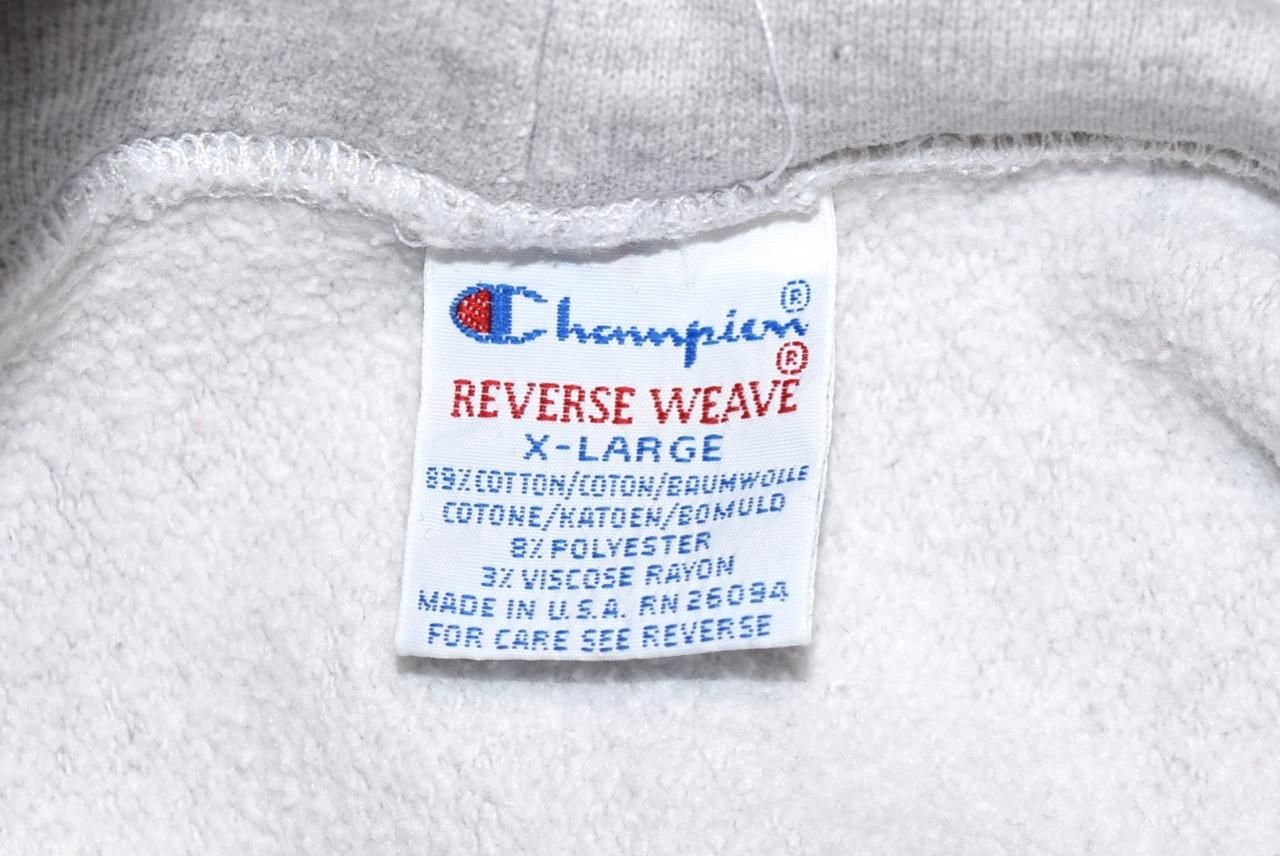 Champion®
REVERSE WEAVE®
X-LARGE
89% COTTON/COTON/BAUMWOLLE
COTONE/KATOEN/BOMULD
8% POLYESTER
3% VISCOSE RAYON
MADE IN U.S.A. RN 26094
FOR CARE SEE REVERSE